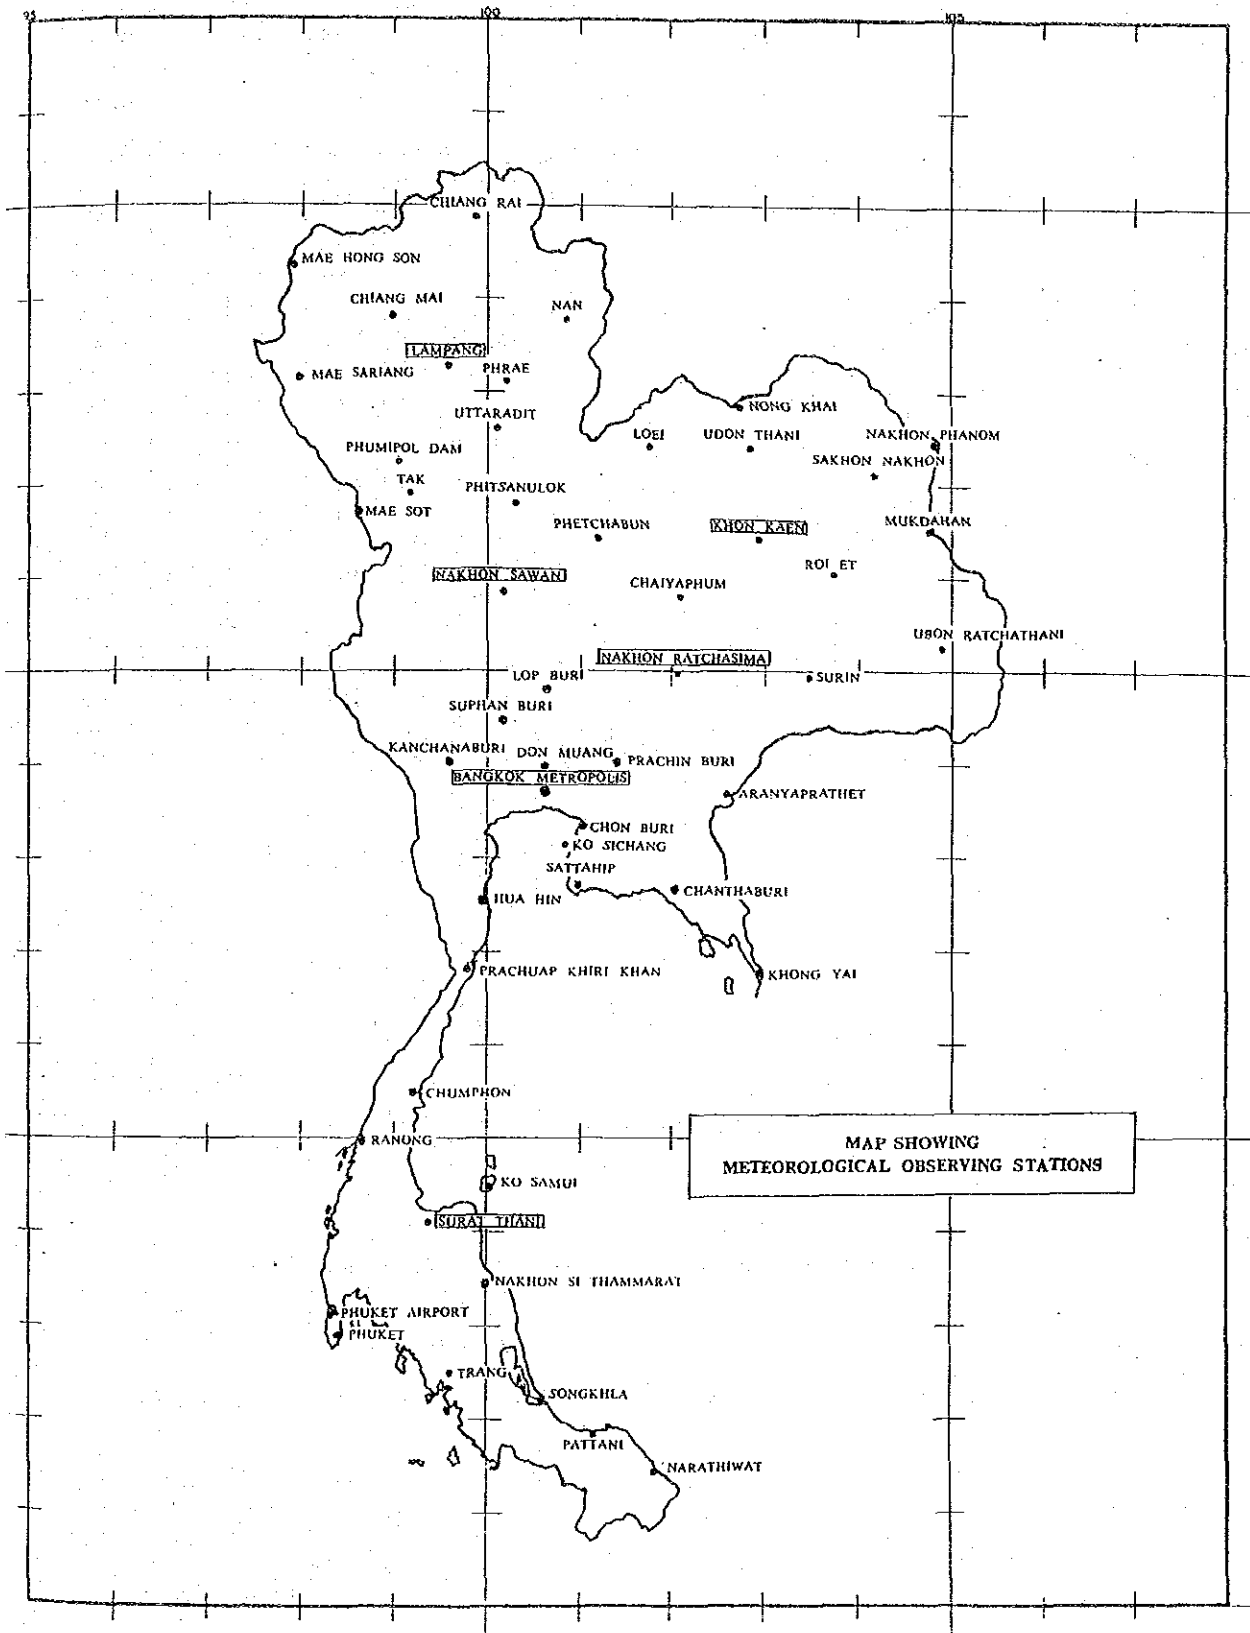 95
100
105
CHIANG RAI
MAE HONG SON
CHIANG MAI
NAN
LAMPANG
MAE SARIANG
PHRAE
NONG KHAI
UTTARADIT
LOEI
UDON THANI
NAKHON PHANOM
PHUMIPOL DAM
SAKHON NAKHON
TAK
PHITSANULOK
MAE SOT
PHETCHABUN
KHON KAEN
MUKDAHAN
ROI ET
NAKHON SAWAN
CHAIYAPHUM
UBON RATCHATHANI
NAKHON RATCHASIMA
LOP BURI
SURIN
SUPHAN BURI
KANCHANABURI
DON MUANG
PRACHIN BURI
BANGKOK METROPOLIS
ARANYAPRATHET
CHON BURI
KO SICHANG
SATTAHIP
CHANTHABURI
HUA HIN
PRACHUAP KHIRI KHAN
KHONG YAI
CHUMPHON
RANONG
MAP SHOWING
METEOROLOGICAL OBSERVING STATIONS
KO SAMUI
SURAT THANI
NAKHON SI THAMMARAT
PHUKET AIRPORT
PHUKET
TRANG
SONGKHLA
PATTANI
NARATHIWAT